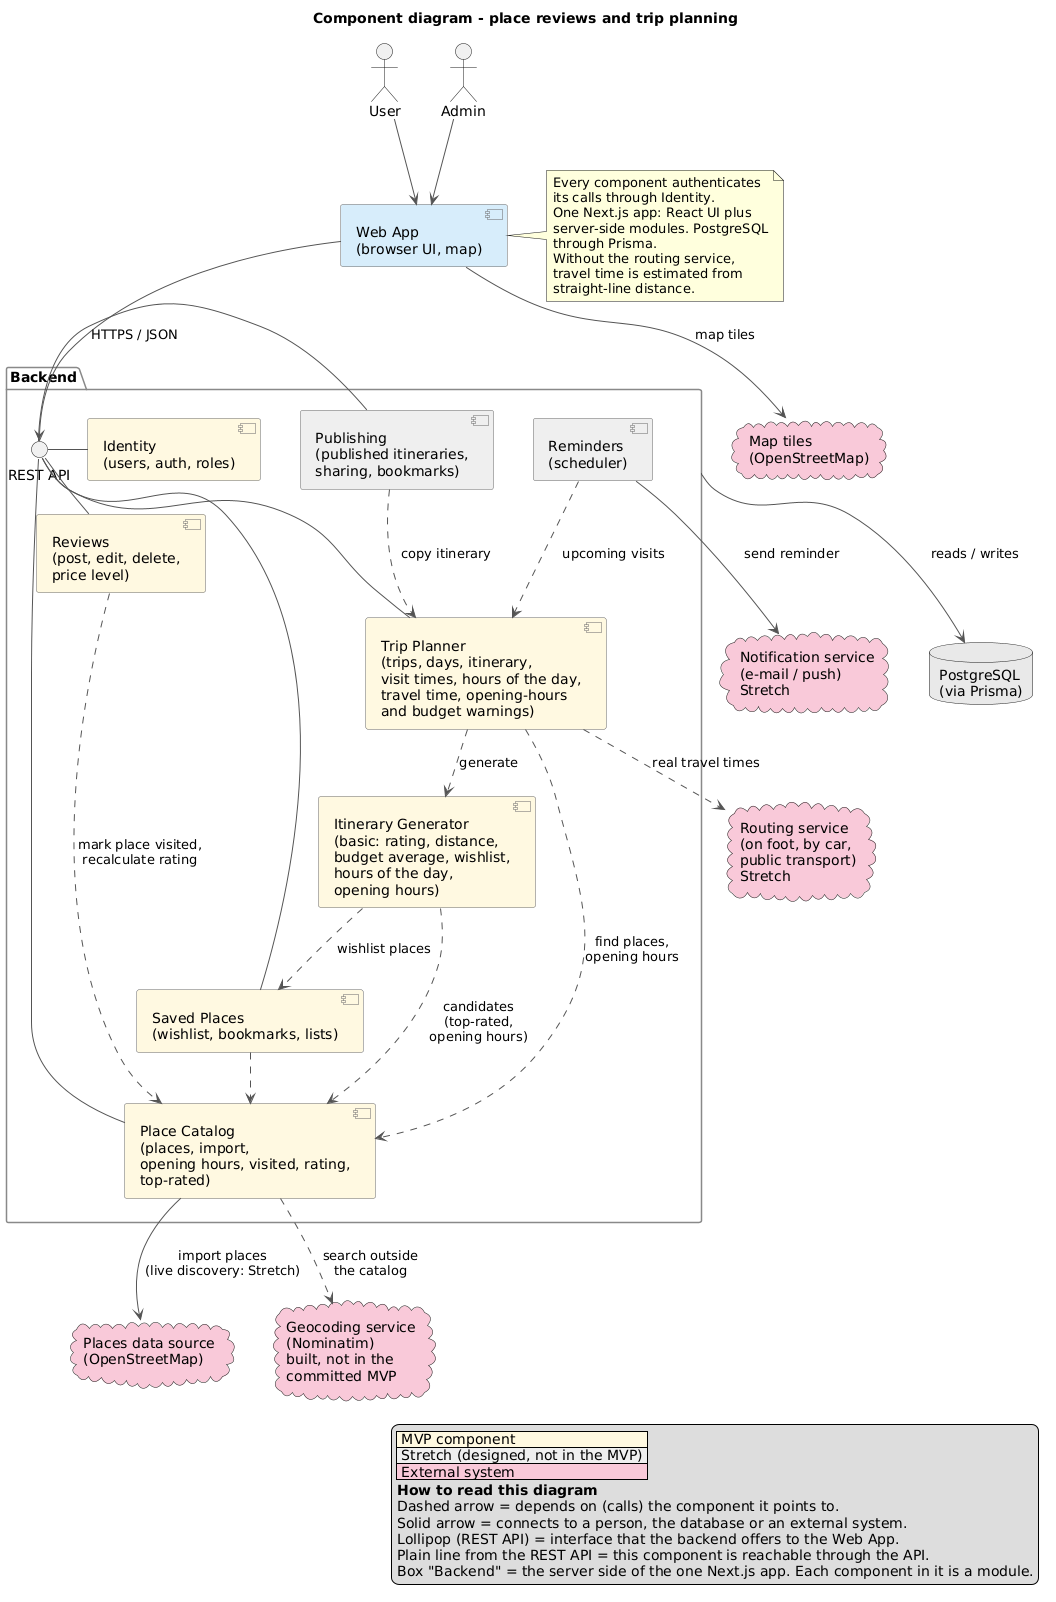 Component diagram - place reviews and trip planning
User
Admin
Web App
(browser UI, map)
Every component authenticates
its calls through Identity.
One Next.js app: React UI plus
server-side modules. PostgreSQL
through Prisma.
Without the routing service,
travel time is estimated from
straight-line distance.
HTTPS / JSON
map tiles
Backend
Identity
(users, auth, roles)
Publishing
(published itineraries,
sharing, bookmarks)
Reminders
(scheduler)
Map tiles
(OpenStreetMap)
REST API
Reviews
(post, edit, delete,
price level)
copy itinerary
upcoming visits
send reminder
reads / writes
Trip Planner
(trips, days, itinerary,
visit times, hours of the day,
travel time, opening-hours
and budget warnings)
Notification service
(e-mail / push)
Stretch
PostgreSQL
(via Prisma)
generate
real travel times
Itinerary Generator
(basic: rating, distance,
budget average, wishlist,
hours of the day,
opening hours)
Routing service
(on foot, by car,
public transport)
Stretch
mark place visited,
recalculate rating
wishlist places
find places,
opening hours
Saved Places
(wishlist, bookmarks, lists)
candidates
(top-rated,
opening hours)
Place Catalog
(places, import,
opening hours, visited, rating,
top-rated)
import places
(live discovery: Stretch)
search outside
the catalog
Places data source
(OpenStreetMap)
Geocoding service
(Nominatim)
built, not in the
committed MVP
MVP component
Stretch (designed, not in the MVP)
External system
How to read this diagram
Dashed arrow = depends on (calls) the component it points to.
Solid arrow = connects to a person, the database or an external system.
Lollipop (REST API) = interface that the backend offers to the Web App.
Plain line from the REST API = this component is reachable through the API.
Box "Backend" = the server side of the one Next.js app. Each component in it is a module.